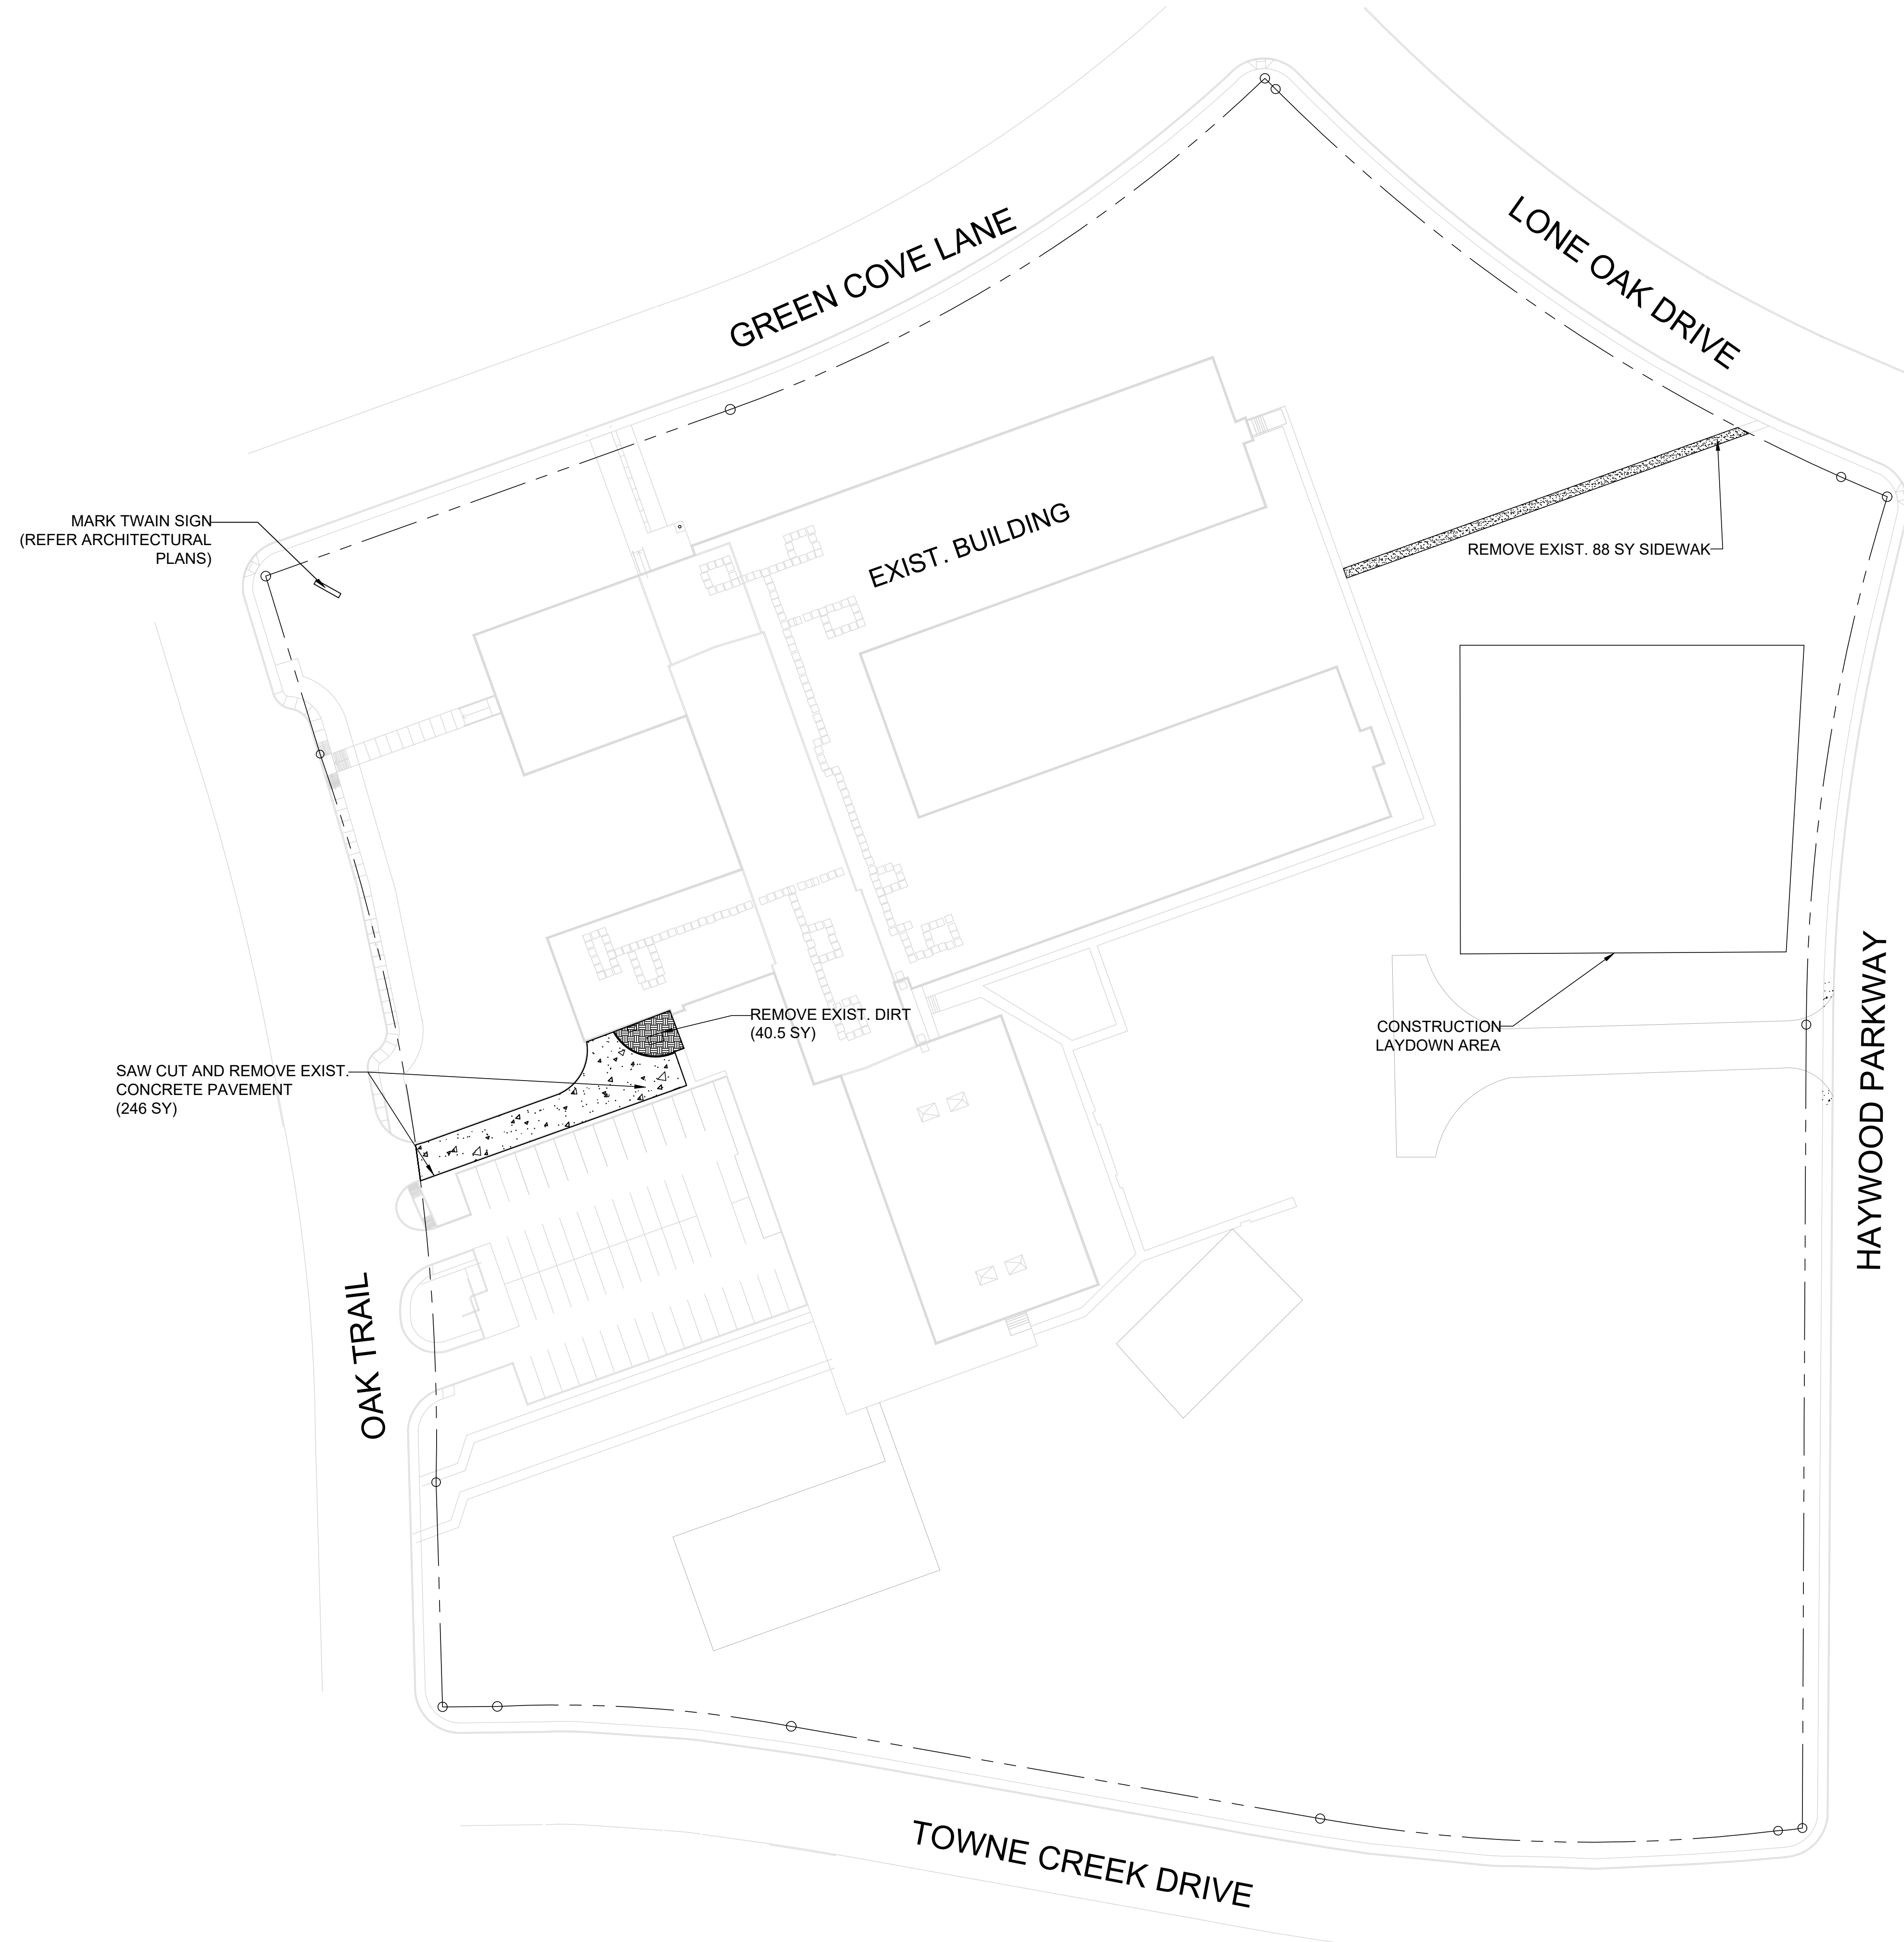 GREEN COVE LANE
LONE OAK DRIVE
MARK TWAIN SIGN
(REFER ARCHITECTURAL
PLANS)
EXIST. BUILDING
REMOVE EXIST. 88 SY SIDEWAK
REMOVE EXIST. DIRT
(40.5 SY)
CONSTRUCTION
LAYDOWN AREA
SAW CUT AND REMOVE EXIST.
CONCRETE PAVEMENT
(246 SY)
HAYWOOD PARKWAY
OAK TRAIL
TOWNE CREEK DRIVE